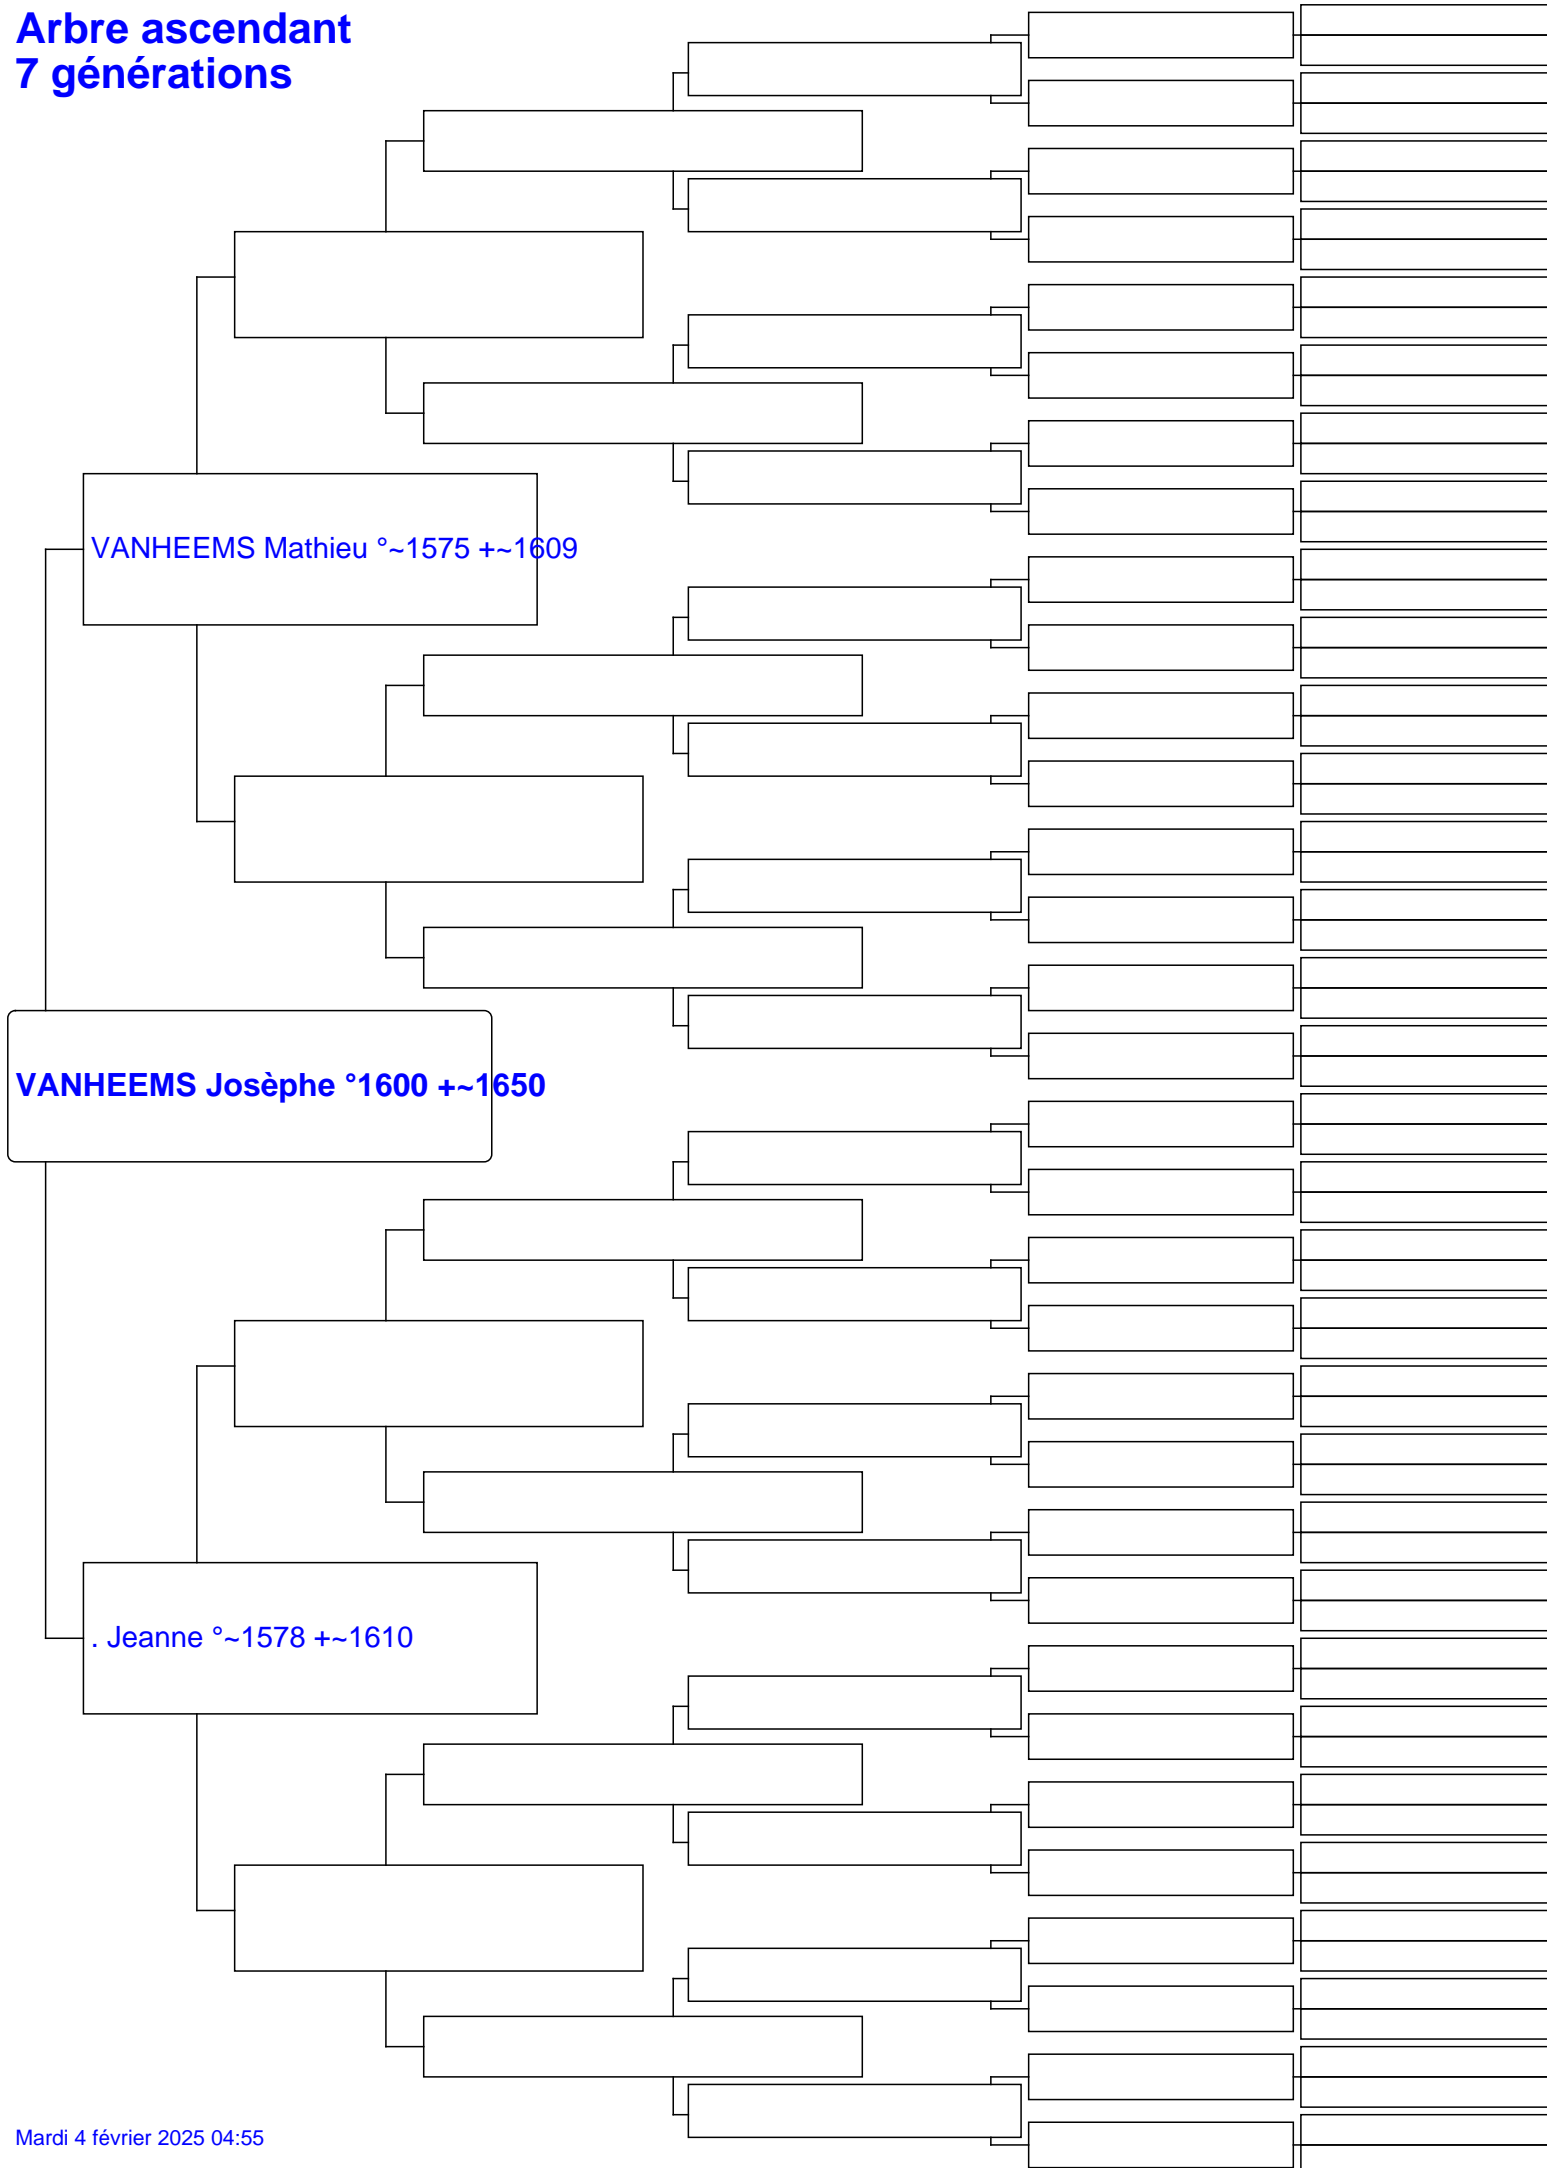 Arbre ascendant
7 générations
VANHEEMS Mathieu °~1575 +~1609
VANHEEMS Josèphe °1600 +~1650
. Jeanne °~1578 +~1610
Mardi 4 février 2025 04:55